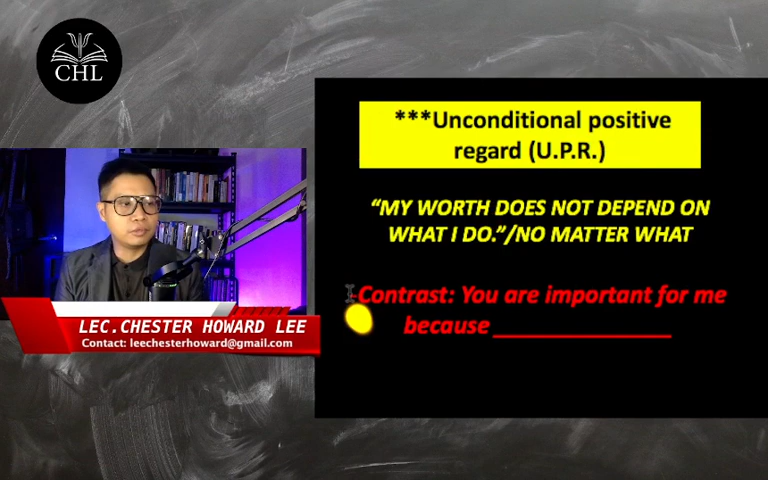 CHL
***Unconditional positive
regard (U.P.R.)
“MY WORTH DOES NOT DEPEND ON
WHAT I DO.”/NO MATTER WHAT
Contrast: You are important for me
because _______________
LEC.CHESTER HOWARD LEE
Contact: leechesterhoward@gmail.com